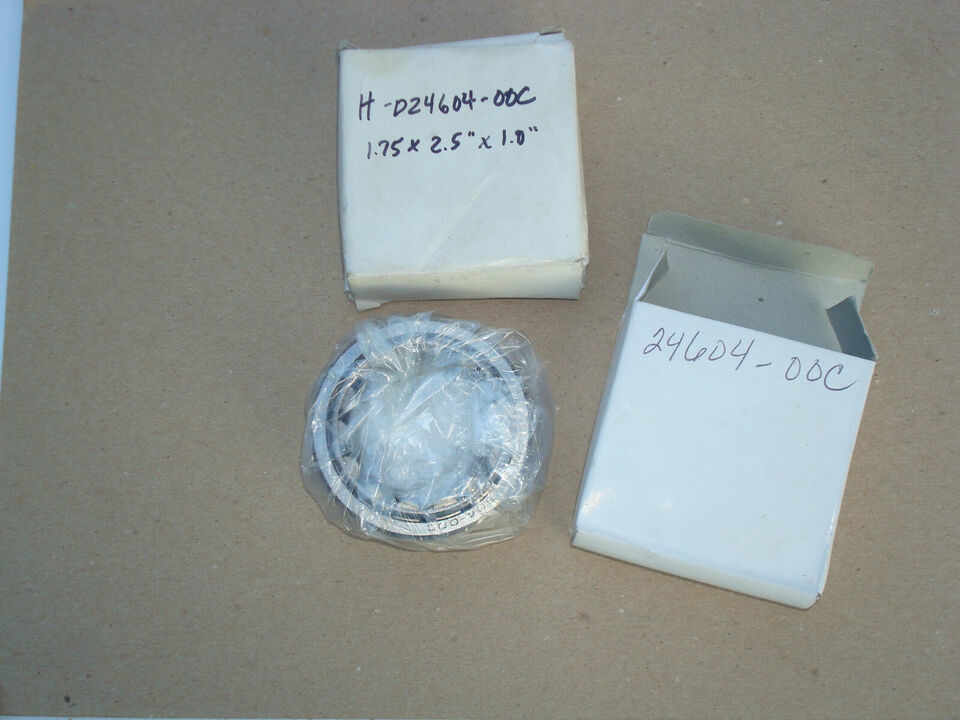 H-D24604-00C
1.75 x 2.5" x 1.0"
24604-00C